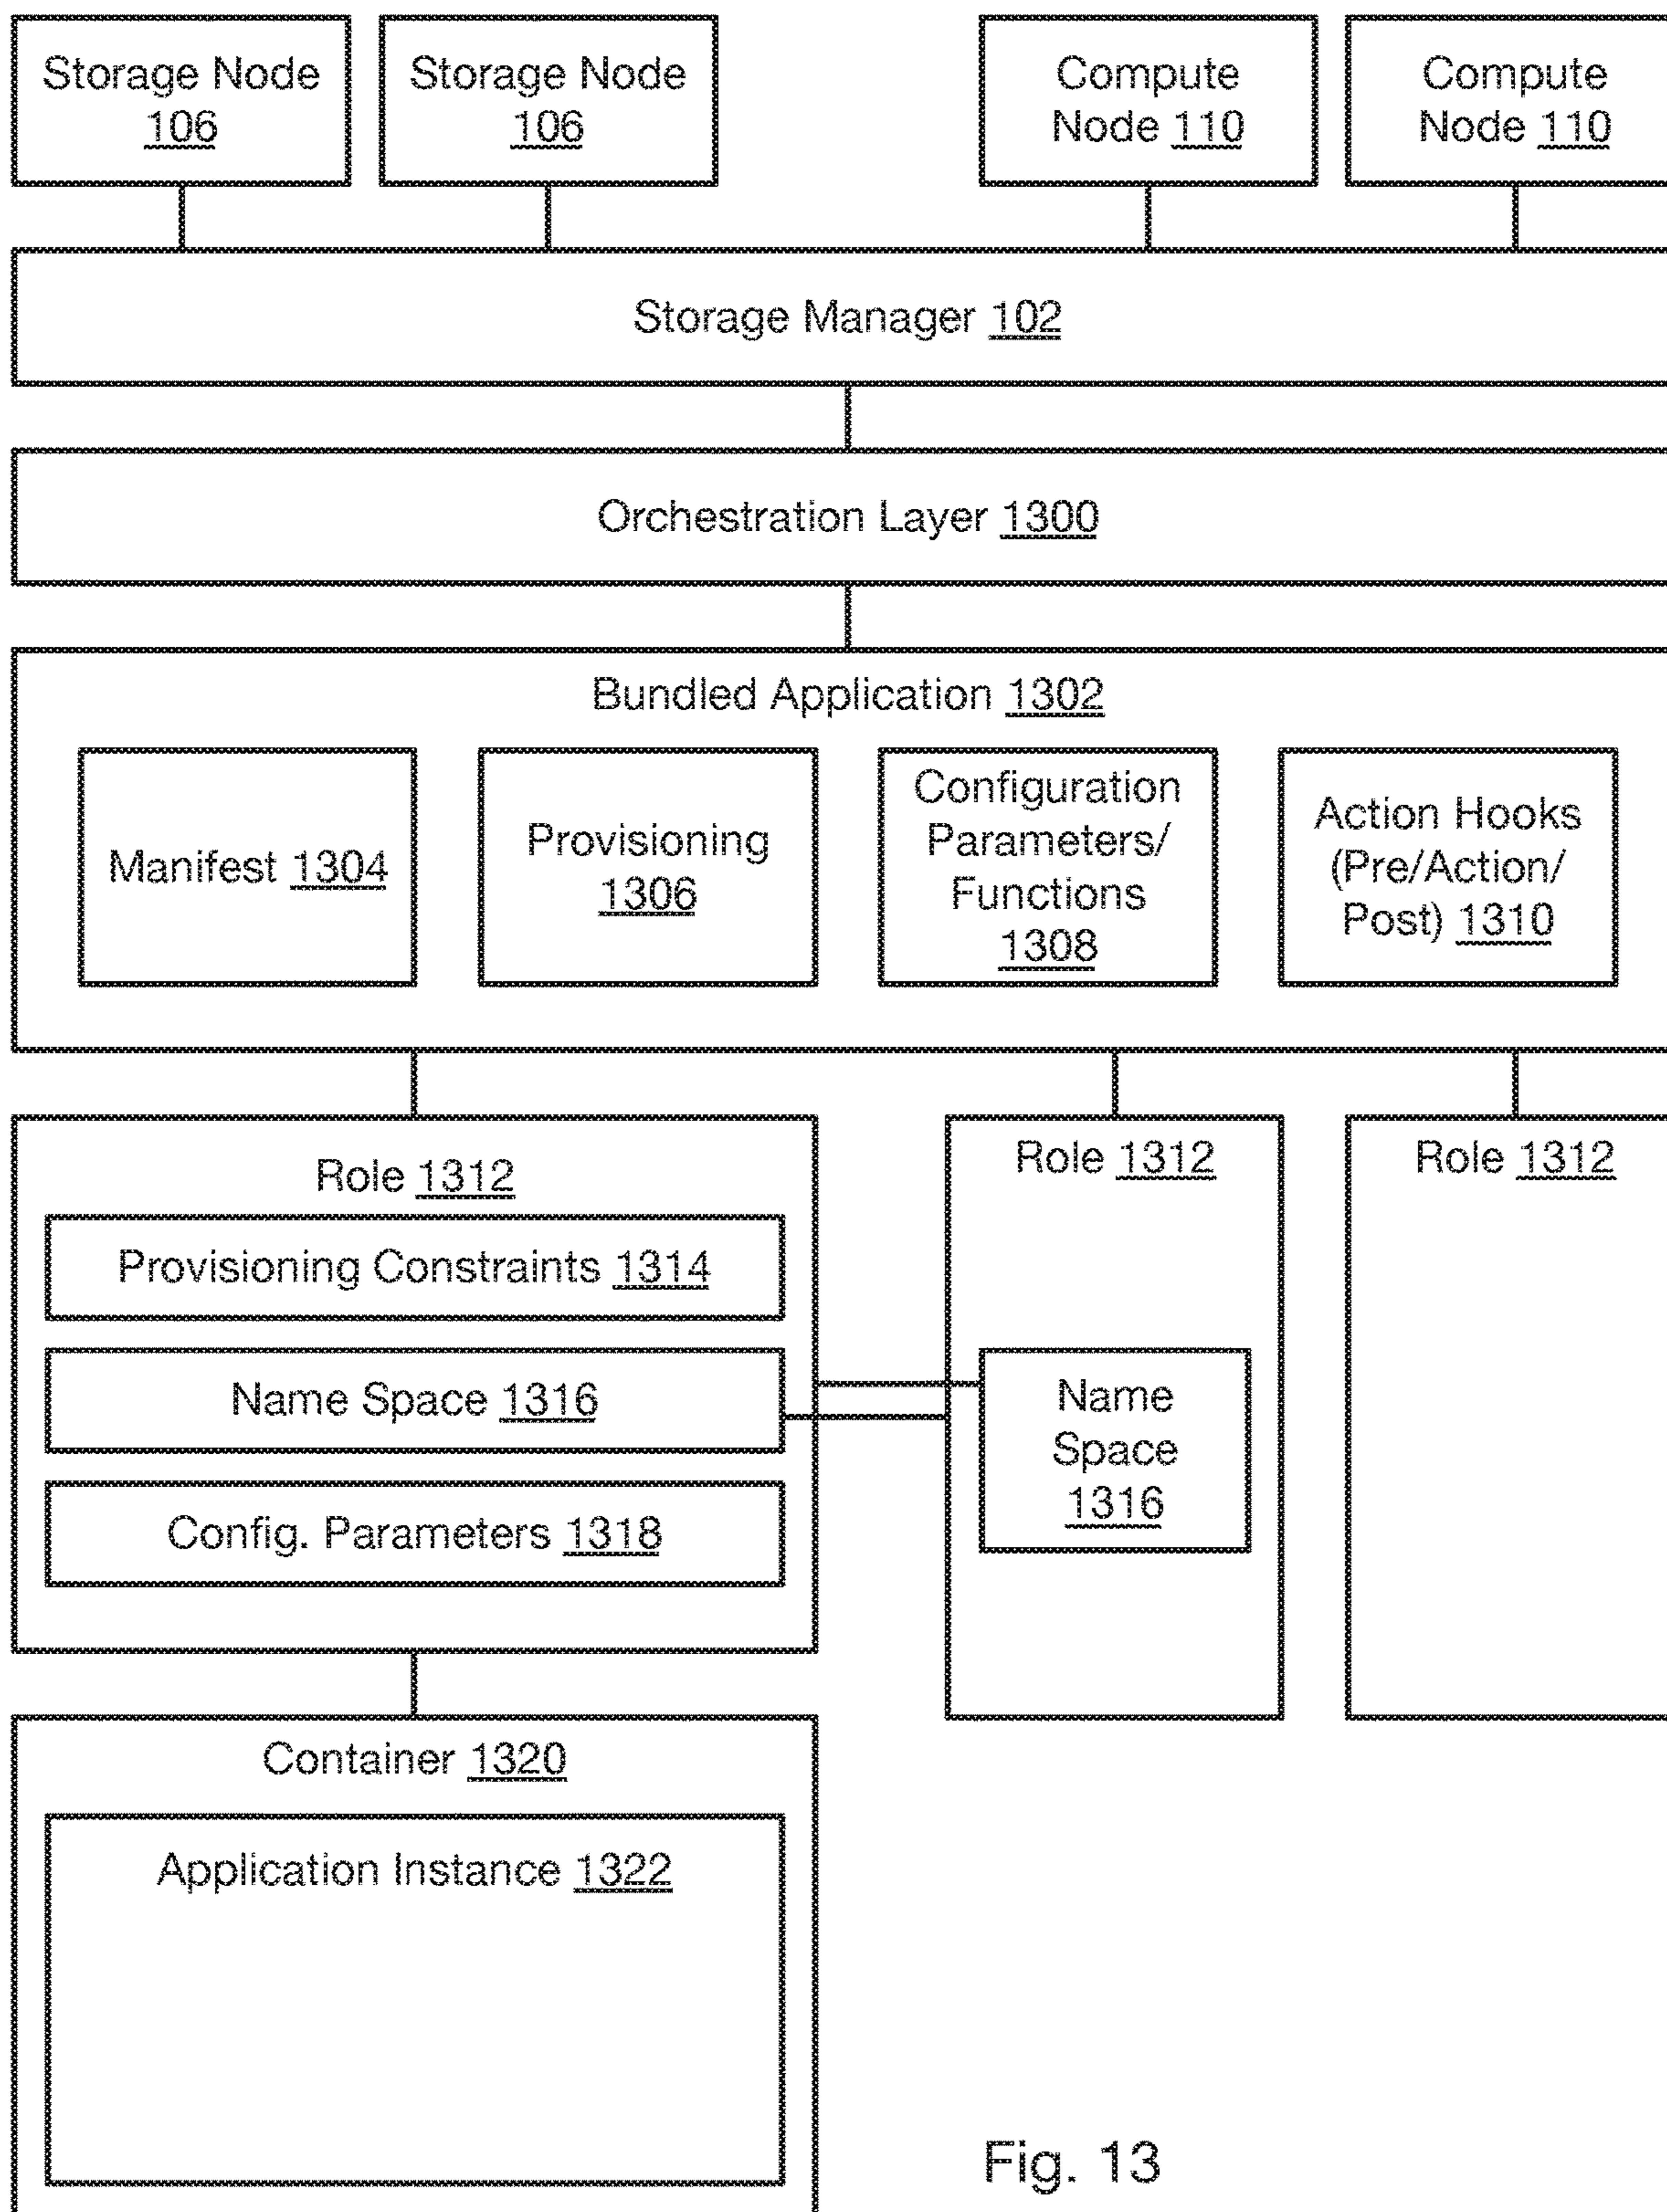 Storage Node
106
Storage Node
106
Compute
Node 110
Compute
Node 110
Storage Manager 102
Orchestration Layer 1300
Bundled Application 1302
Manifest 1304
Provisioning
1306
Configuration
Parameters/
Functions
1308
Action Hooks
(Pre/Action/
Post) 1310
Role 1312
Provisioning Constraints 1314
Name Space 1316
Config. Parameters 1318
Role 1312
Name
Space
1316
Role 1312
Container 1320
Application Instance 1322
Fig. 13